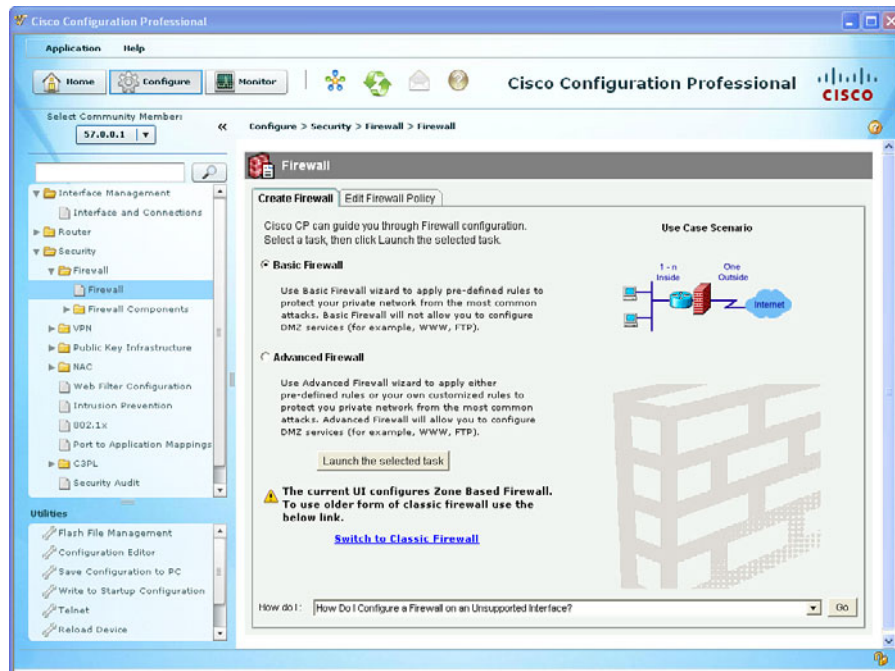 Cisco Configuration Professional
Application Help
Home Configure Monitor
Cisco Configuration Professional
CISCO
Select Community Member:
57.0.0.1
«
Configure > Security > Firewall > Firewall
Interface Management
Interface and Connections
Router
Security
Firewall
Firewall
Firewall Components
VPN
Public Key Infrastructure
NAC
Web Filter Configuration
Intrusion Prevention
802.1x
Port to Application Mappings
C3PL
Security Audit
Utilities
Flash File Management
Configuration Editor
Save Configuration to PC
Write to Startup Configuration
Telnet
Reload Device
Firewall
Create Firewall Edit Firewall Policy
Cisco CP can guide you through Firewall configuration.
Select a task, then click Launch the selected task.
Basic Firewall
Use Basic Firewall wizard to apply pre-defined rules to
protect your private network from the most common
attacks. Basic Firewall will not allow you to configure
DMZ services (for example, WWW, FTP).
Advanced Firewall
Use Advanced Firewall wizard to apply either
pre-defined rules or your own customized rules to
protect you private network from the most common
attacks. Advanced Firewall will allow you to configure
DMZ services (for example, WWW, FTP).
Launch the selected task
The current UI configures Zone Based Firewall.
To use older form of classic firewall use the
below link.
Switch to Classic Firewall
Use Case Scenario
1 - n
Inside
One
Outside
Internet
How do I: How Do I Configure a Firewall on an Unsupported Interface? Go